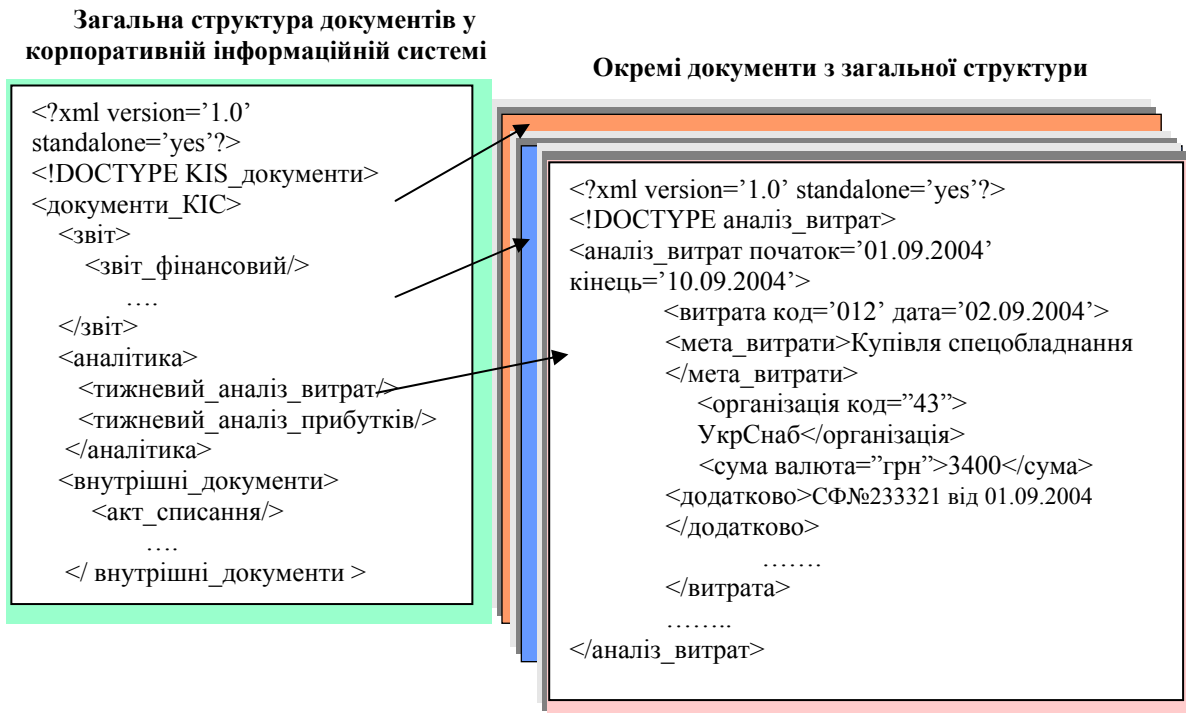 Загальна структура документів у
корпоративній інформаційній системі
<?xml version=’1.0’
standalone=’yes’?>
<!DOCTYPE KIS_документи>
<документи_КІС>
<звіт>
<звіт_фінансовий/>
….
</звіт>
<аналітика>
<тижневий_аналіз_витрат/>
<тижневий_аналіз_прибутків/>
</аналітика>
<внутрішні_документи>
<акт_списання/>
….
</ внутрішні_документи >
Окремі документи з загальної структури
<?xml version=’1.0’ standalone=’yes’?>
<!DOCTYPE аналіз_витрат>
<аналіз_витрат початок=’01.09.2004’
кінець=’10.09.2004’>
<витрата код=’012’ дата=’02.09.2004’>
<мета_витрати>Купівля спецобладнання
</мета_витрати>
<організація код=”43”>
УкрСнаб</організація>
<сума валюта=”грн”>3400</сума>
<додатково>СФ№233321 від 01.09.2004
</додатково>
…….
</витрата>
……..
</аналіз_витрат>